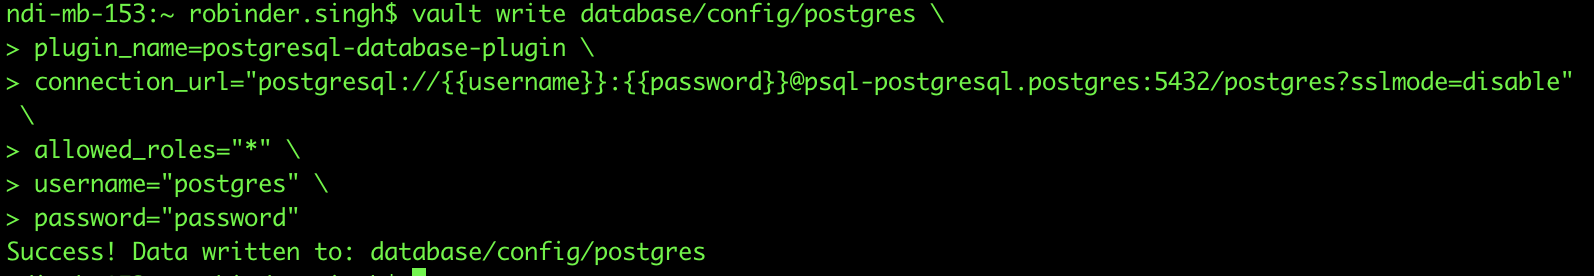 ndi-mb-153:~ robinder.singh$ vault write database/config/postgres \
> plugin_name=postgresql-database-plugin \
> connection_url="postgresql://{{username}}:{{password}}@psql-postgresql.postgres:5432/postgres?sslmode=disable"
 \
> allowed_roles="*" \
> username="postgres" \
> password="password"
Success! Data written to: database/config/postgres